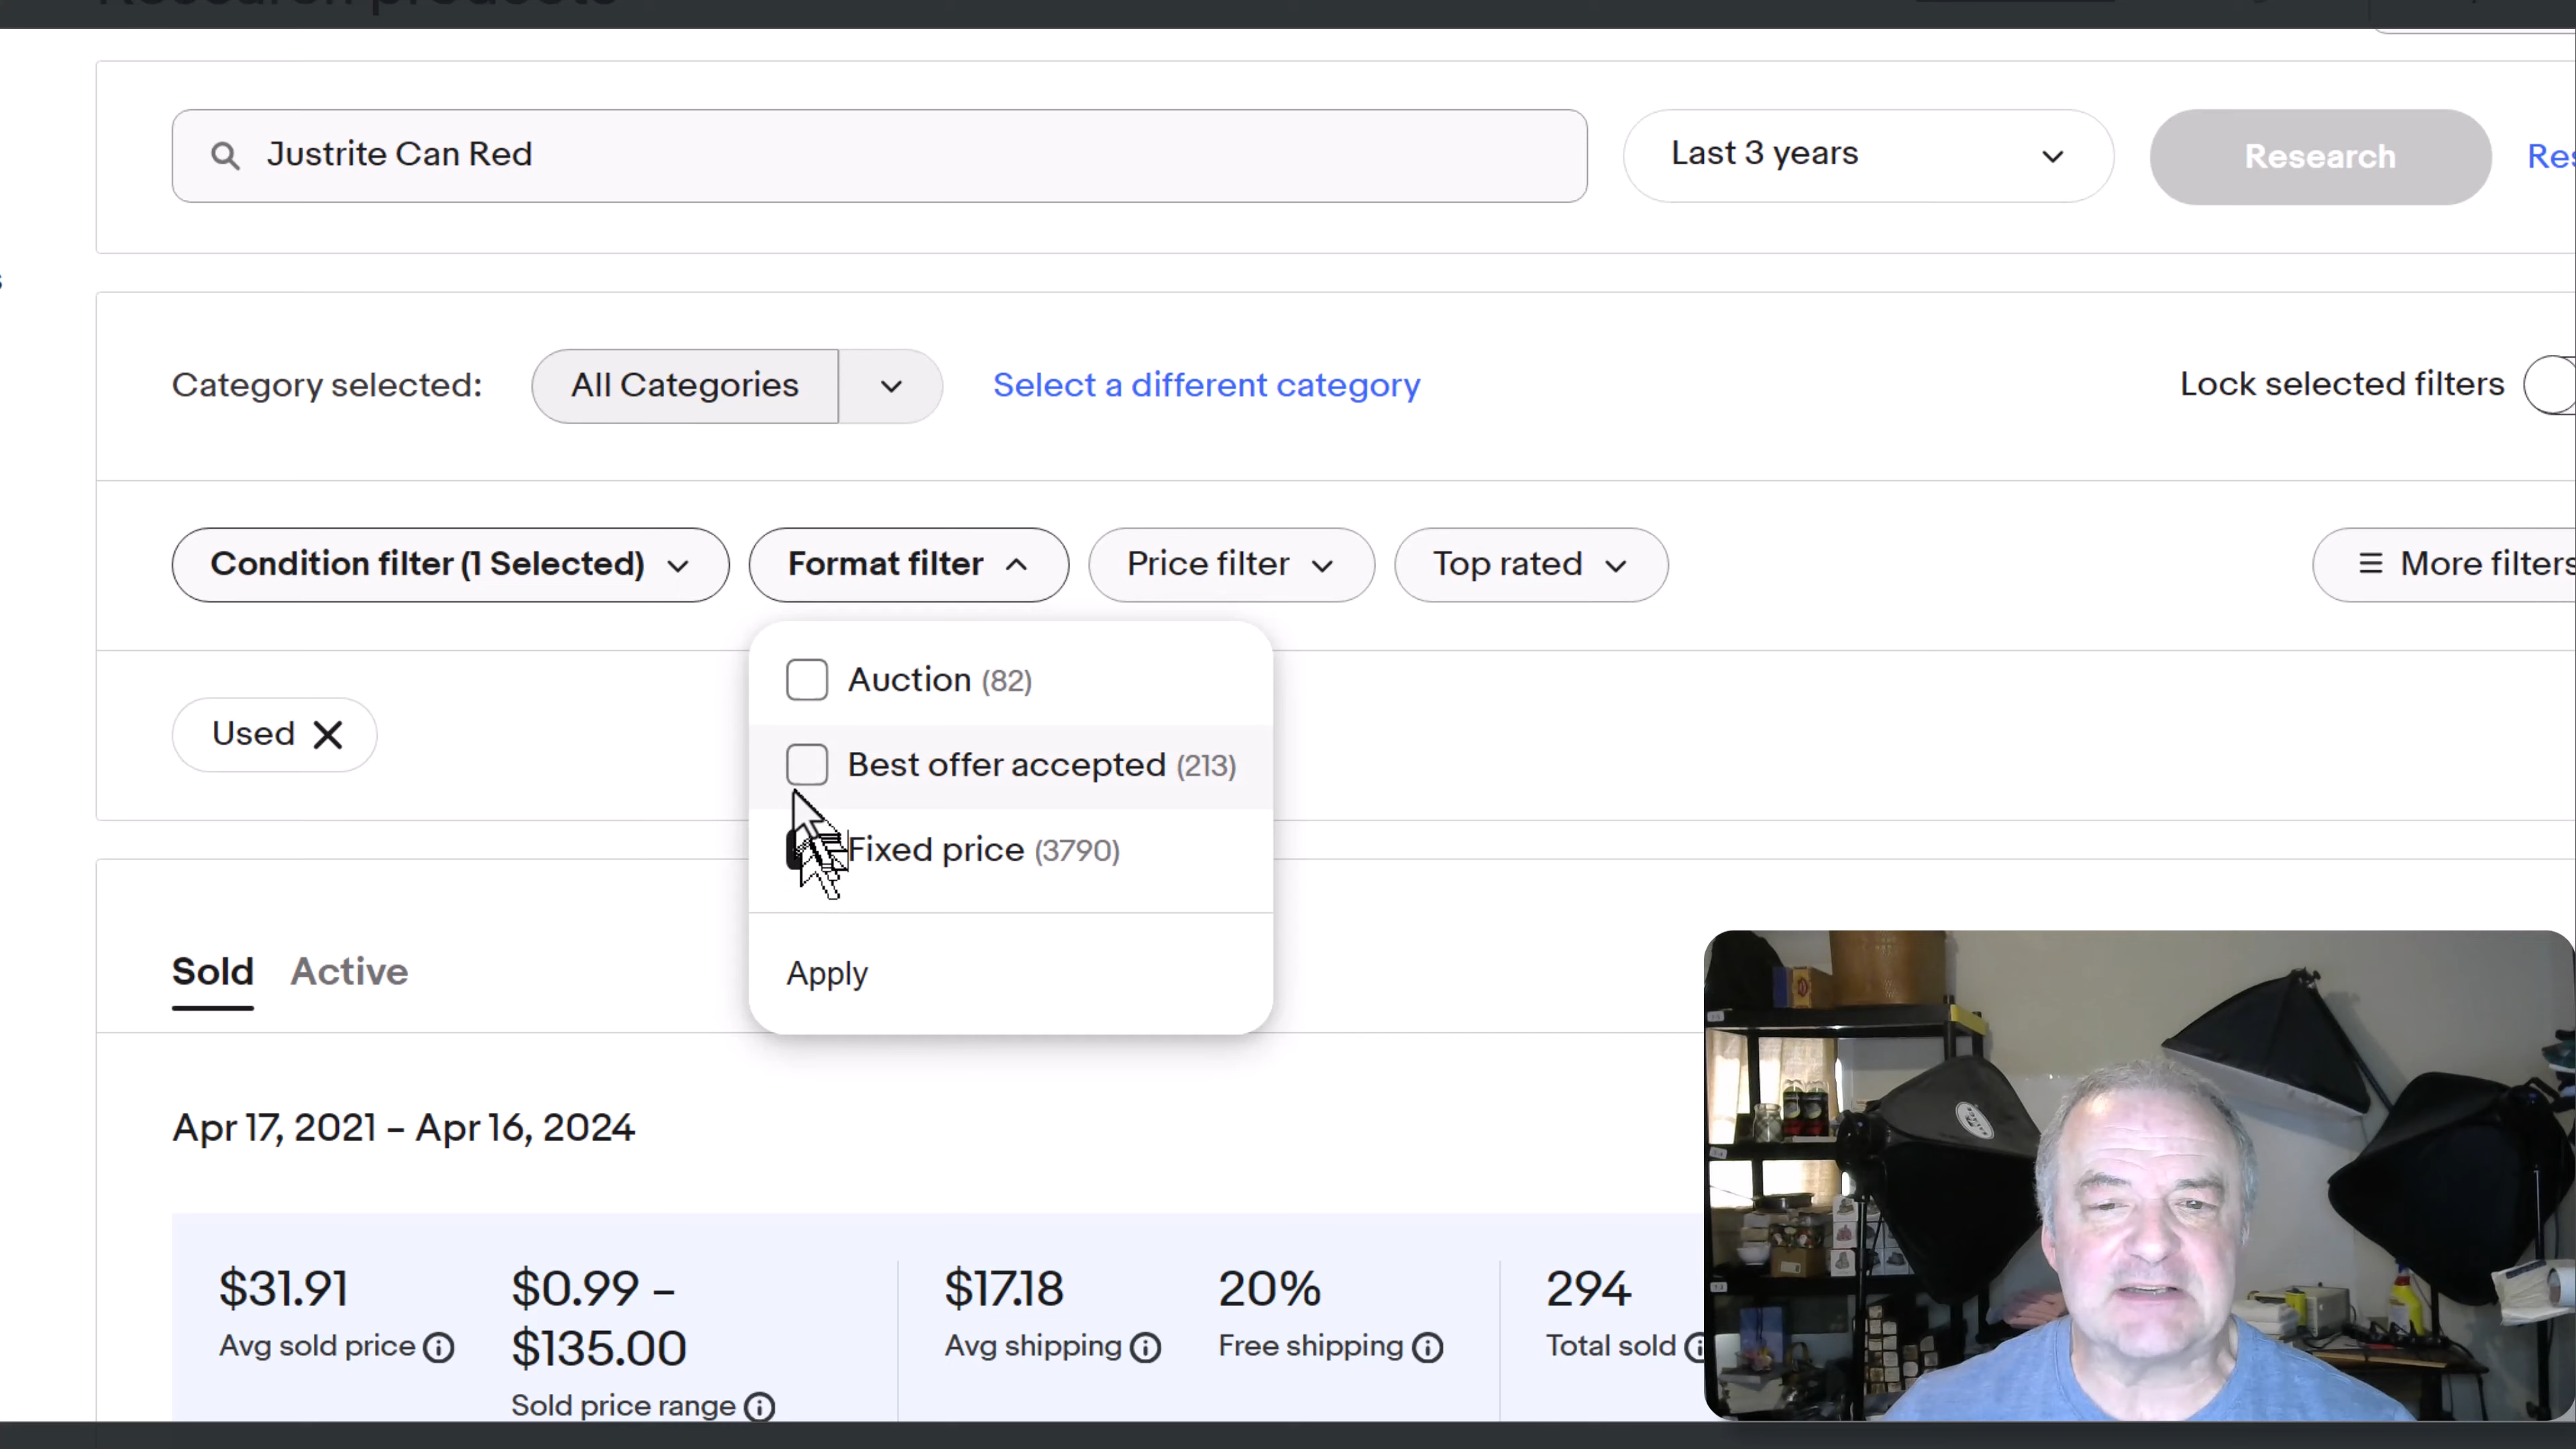 Research products
Justrite Can Red
Last 3 years
Research
Res
s
Category selected:
All Categories
Select a different category
Lock selected filters
Condition filter (1 Selected)
Format filter
Price filter
Top rated
More filters
Auction (82)
Used
Best offer accepted (213)
Fixed price (3790)
Apply
Sold
Active
Apr 17, 2021 – Apr 16, 2024
$31.91
Avg sold price
$0.99 –
$135.00
Sold price range
$17.18
Avg shipping
20%
Free shipping
294
Total sold